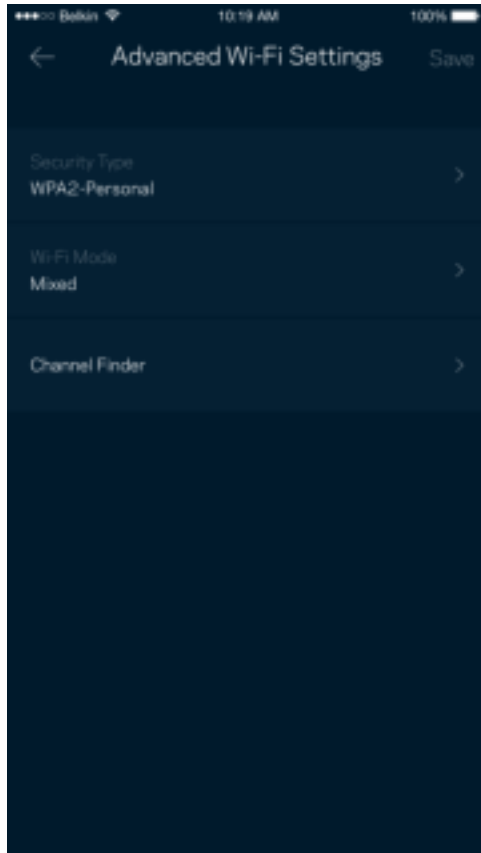 Belkin 10:19 AM 100%
Advanced Wi-Fi Settings Save
Security Type
WPA2-Personal
Wi-Fi Mode
Mixed
Channel Finder